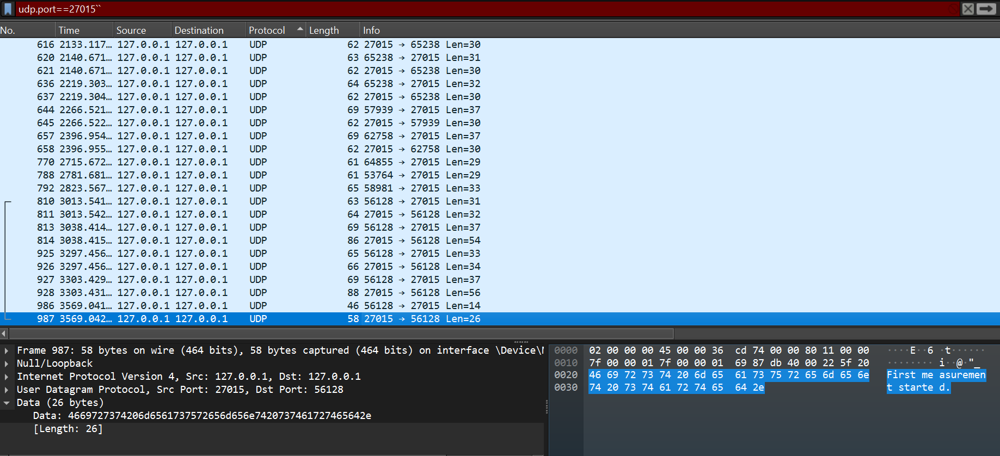 udp.port==27015``
No. Time Source Destination Protocol Length Info
616 2133.117… 127.0.0.1 127.0.0.1 UDP 62 27015 → 65238 Len=30
620 2140.671… 127.0.0.1 127.0.0.1 UDP 63 65238 → 27015 Len=31
621 2140.671… 127.0.0.1 127.0.0.1 UDP 62 27015 → 65238 Len=30
636 2219.303… 127.0.0.1 127.0.0.1 UDP 64 65238 → 27015 Len=32
637 2219.304… 127.0.0.1 127.0.0.1 UDP 62 27015 → 65238 Len=30
644 2266.521… 127.0.0.1 127.0.0.1 UDP 69 57939 → 27015 Len=37
645 2266.522… 127.0.0.1 127.0.0.1 UDP 62 27015 → 57939 Len=30
657 2396.954… 127.0.0.1 127.0.0.1 UDP 69 62758 → 27015 Len=37
658 2396.955… 127.0.0.1 127.0.0.1 UDP 62 27015 → 62758 Len=30
770 2715.672… 127.0.0.1 127.0.0.1 UDP 61 64855 → 27015 Len=29
788 2781.681… 127.0.0.1 127.0.0.1 UDP 61 53764 → 27015 Len=29
792 2823.567… 127.0.0.1 127.0.0.1 UDP 65 58981 → 27015 Len=33
810 3013.541… 127.0.0.1 127.0.0.1 UDP 63 56128 → 27015 Len=31
811 3013.542… 127.0.0.1 127.0.0.1 UDP 64 27015 → 56128 Len=32
813 3038.414… 127.0.0.1 127.0.0.1 UDP 69 56128 → 27015 Len=37
814 3038.415… 127.0.0.1 127.0.0.1 UDP 86 27015 → 56128 Len=54
925 3297.456… 127.0.0.1 127.0.0.1 UDP 65 56128 → 27015 Len=33
926 3297.456… 127.0.0.1 127.0.0.1 UDP 66 27015 → 56128 Len=34
927 3303.429… 127.0.0.1 127.0.0.1 UDP 69 56128 → 27015 Len=37
928 3303.431… 127.0.0.1 127.0.0.1 UDP 88 27015 → 56128 Len=56
986 3569.041… 127.0.0.1 127.0.0.1 UDP 46 56128 → 27015 Len=14
987 3569.042… 127.0.0.1 127.0.0.1 UDP 58 27015 → 56128 Len=26
Frame 987: 58 bytes on wire (464 bits), 58 bytes captured (464 bits) on interface \Device\
Null/Loopback
Internet Protocol Version 4, Src: 127.0.0.1, Dst: 127.0.0.1
User Datagram Protocol, Src Port: 27015, Dst Port: 56128
Data (26 bytes)
Data: 4669727374206d6561737572656d656e7420737461727465642e
[Length: 26]
0000 02 00 00 00 45 00 00 36 cd 74 00 00 80 11 00 00 ····E··6 ·t······
0010 7f 00 00 01 7f 00 00 01 69 87 db 40 00 22 5f 20 ········ i··@·"_
0020 46 69 72 73 74 20 6d 65 61 73 75 72 65 6d 65 6e First me asuremen
0030 74 20 73 74 61 72 74 65 64 2e t starte d.